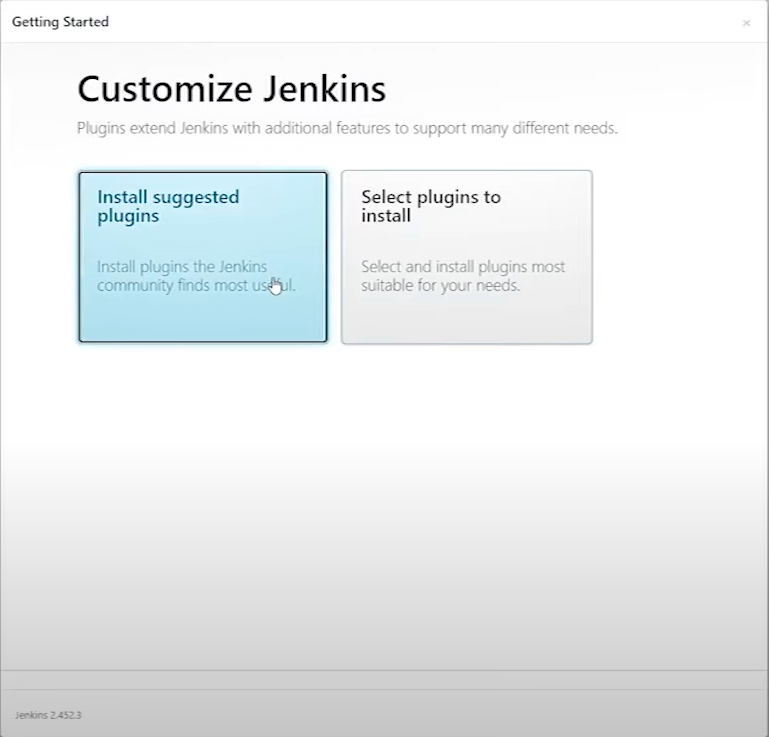 Getting Started
×
Customize Jenkins
Plugins extend Jenkins with additional features to support many different needs.
Install suggested
plugins
Install plugins the Jenkins
community finds most useful.
Select plugins to
install
Select and install plugins most
suitable for your needs.
Jenkins 2.452.3